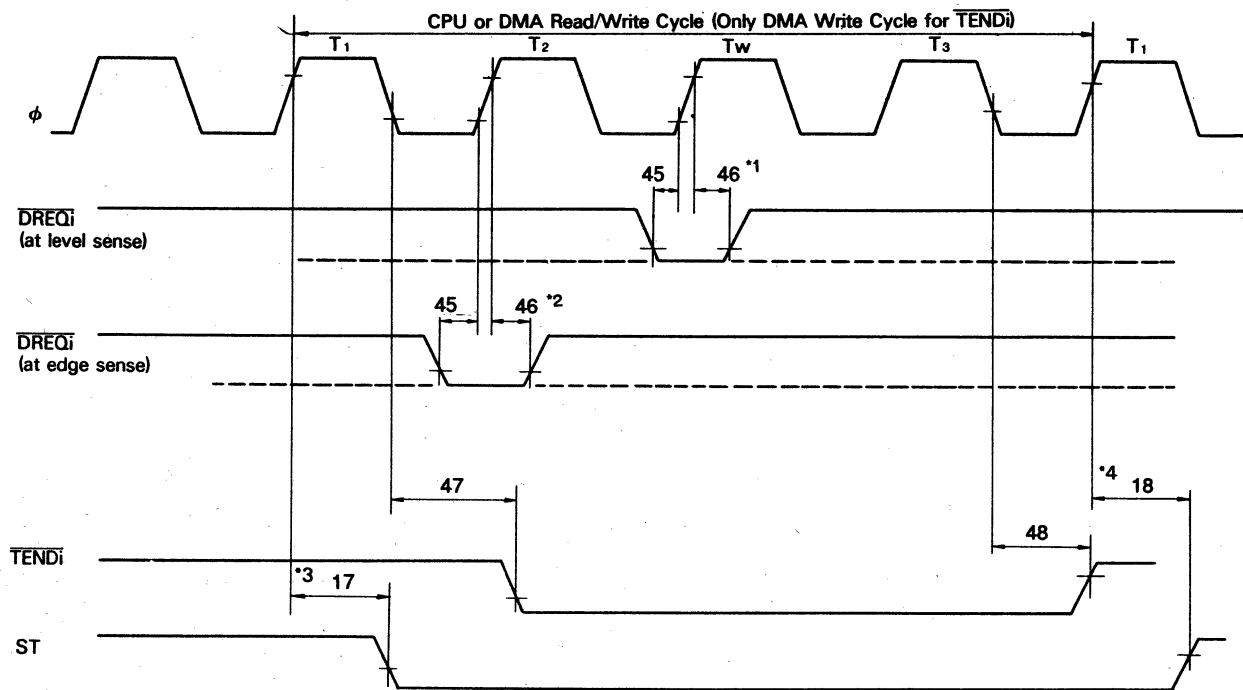 CPU or DMA Read/Write Cycle (Only DMA Write Cycle for TENDi)
T1 T2 TW T3 T1
ϕ
45 46 *1
DREQi
(at level sense)
45 46 *2
DREQi
(at edge sense)
47 *4 18
48
TENDi
*3 17
ST